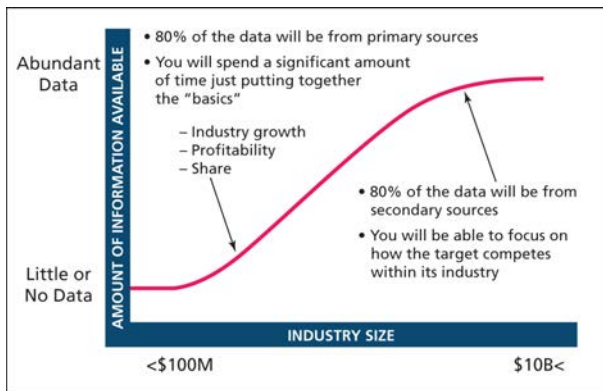 • 80% of the data will be from primary sources
• You will spend a significant amount
of time just putting together
the “basics”
– Industry growth
– Profitability
– Share
Abundant
Data
AMOUNT OF INFORMATION AVAILABLE
• 80% of the data will be from
secondary sources
• You will be able to focus on
how the target competes
within its industry
Little or
No Data
INDUSTRY SIZE
<$100M
$10B<